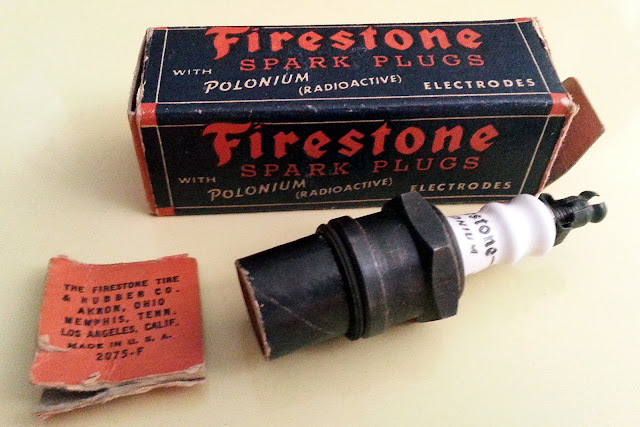 Firestone
SPARK PLUGS
WITH POLONIUM (RADIOACTIVE) ELECTRODES
Firestone
SPARK PLUGS
WITH POLONIUM (RADIOACTIVE) ELECTRODES
THE FIRESTONE TIRE
& RUBBER CO.
AKRON, OHIO
MEMPHIS, TENN.
LOS ANGELES, CALIF.
MADE IN U. S. A.
2075-F